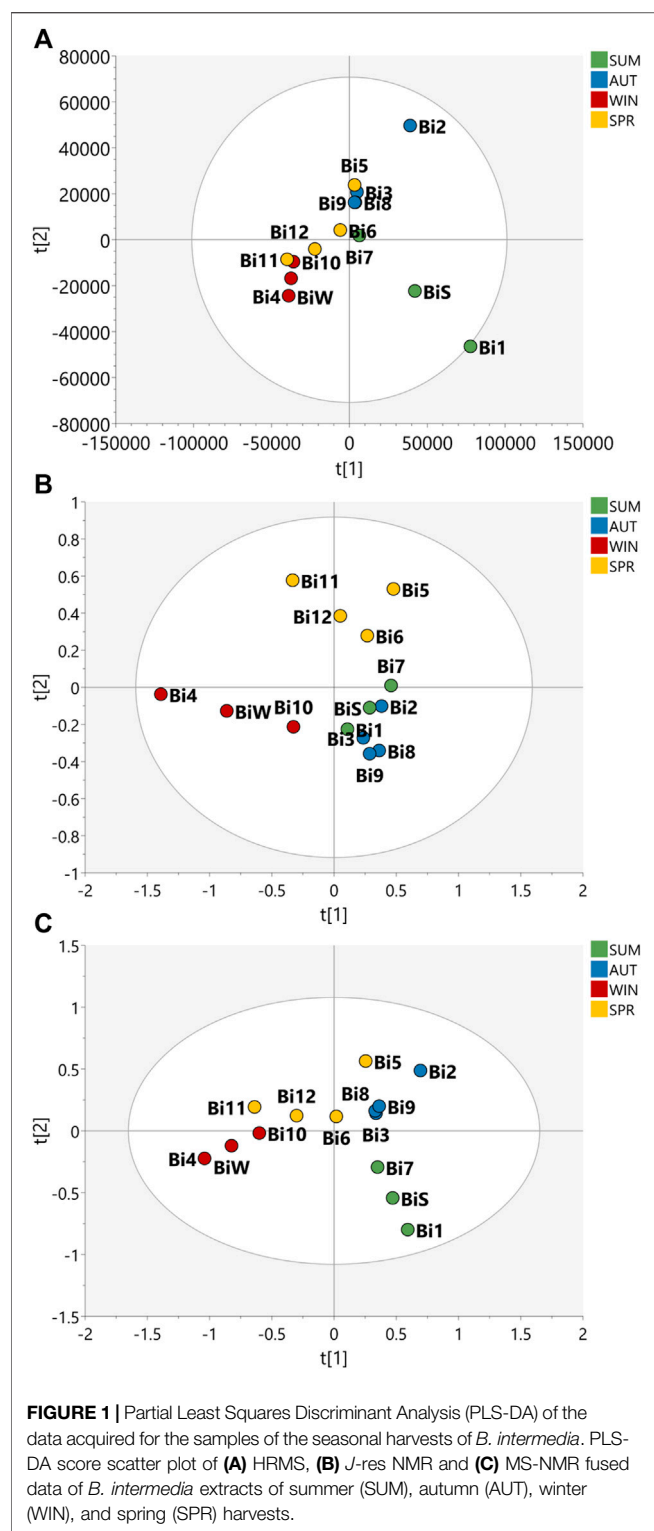 A
SUM
AUT
WIN
SPR
80000
60000
40000
20000
0
-20000
-40000
-60000
-80000
t[2]
Bi2
Bi5
Bi3
Bi9 Bi8
Bi12 Bi6
Bi7
Bi11 Bi10
BiS
Bi4 BiW
Bi1
-150000 -100000 -50000 0 50000 100000 150000
t[1]
B
SUM
AUT
WIN
SPR
1
0.8
0.6
0.4
0.2
0
-0.2
-0.4
-0.6
-0.8
-1
t[2]
Bi11 Bi5
Bi12
Bi6
Bi7
Bi4
BiW Bi10 BiS Bi2
Bi1
Bi3 Bi8
Bi9
-2 -1.5 -1 -0.5 0 0.5 1 1.5 2
t[1]
C
SUM
AUT
WIN
SPR
1.5
1
0.5
0
-0.5
-1
-1.5
t[2]
Bi5 Bi2
Bi11 Bi12 Bi8 Bi9
Bi10 Bi6 Bi3
Bi4 BiW Bi7
BiS
Bi1
-2 -1.5 -1 -0.5 0 0.5 1 1.5 2
t[1]
FIGURE 1 | Partial Least Squares Discriminant Analysis (PLS-DA) of the
data acquired for the samples of the seasonal harvests of B. intermedia. PLS-
DA score scatter plot of (A) HRMS, (B) J-res NMR and (C) MS-NMR fused
data of B. intermedia extracts of summer (SUM), autumn (AUT), winter
(WIN), and spring (SPR) harvests.